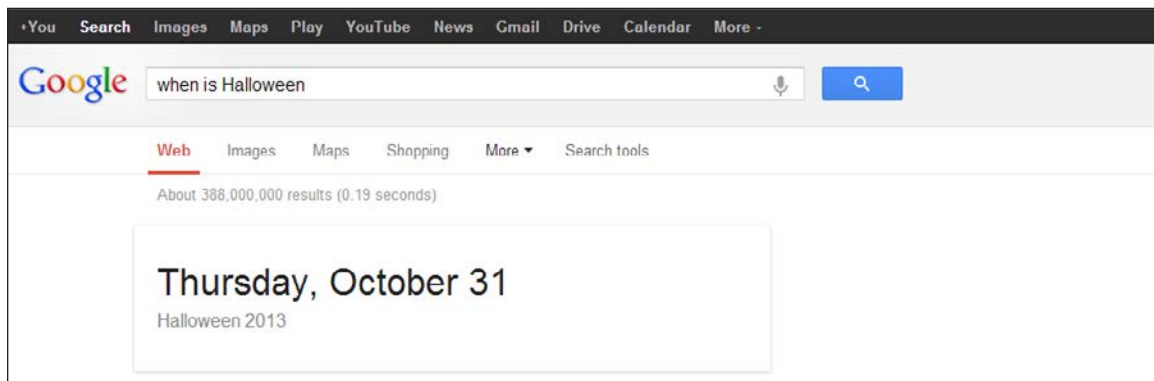 +You Search Images Maps Play YouTube News Gmail Drive Calendar More
Google when is Halloween
Web Images Maps Shopping More Search tools
About 388,000,000 results (0.19 seconds)
Thursday, October 31
Halloween 2013